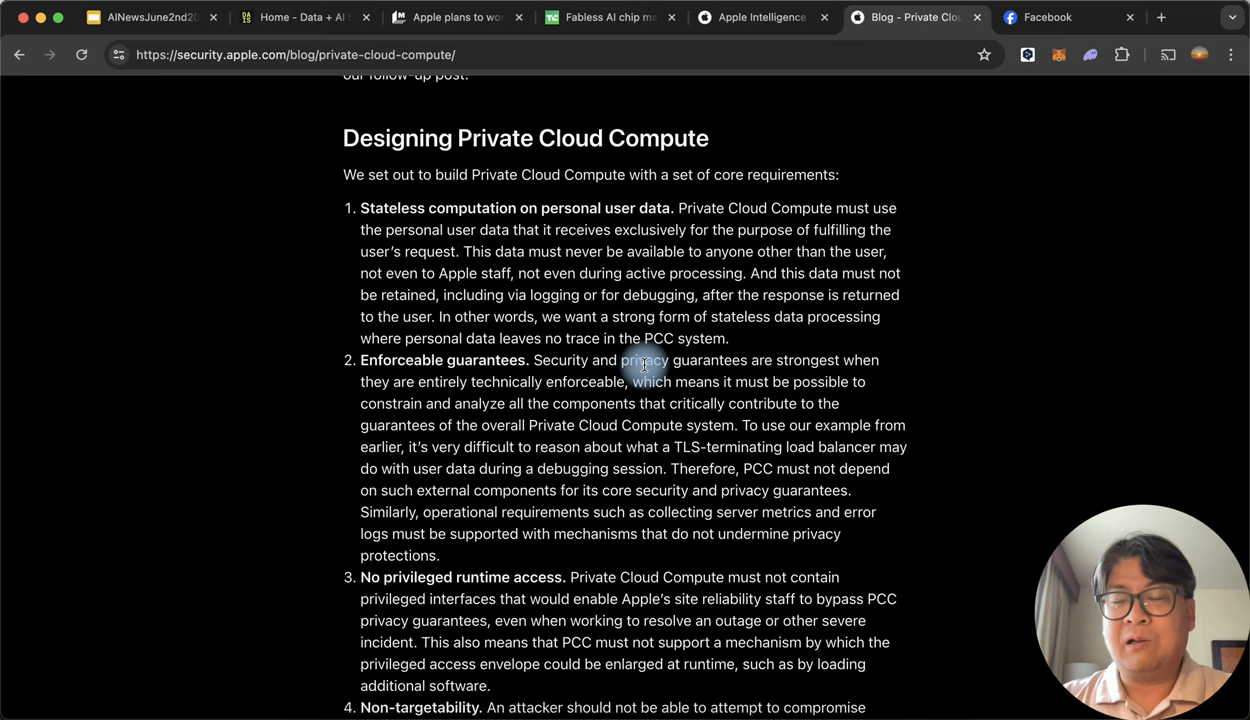 AINewsJune2nd20
Home - Data + AI S
Apple plans to wor
Fabless AI chip ma
Apple Intelligence
Blog - Private Clou
Facebook
https://security.apple.com/blog/private-cloud-compute/
our follow-up post.
Designing Private Cloud Compute
We set out to build Private Cloud Compute with a set of core requirements:
1. Stateless computation on personal user data. Private Cloud Compute must use
the personal user data that it receives exclusively for the purpose of fulfilling the
user’s request. This data must never be available to anyone other than the user,
not even to Apple staff, not even during active processing. And this data must not
be retained, including via logging or for debugging, after the response is returned
to the user. In other words, we want a strong form of stateless data processing
where personal data leaves no trace in the PCC system.
2. Enforceable guarantees. Security and privacy guarantees are strongest when
they are entirely technically enforceable, which means it must be possible to
constrain and analyze all the components that critically contribute to the
guarantees of the overall Private Cloud Compute system. To use our example from
earlier, it’s very difficult to reason about what a TLS-terminating load balancer may
do with user data during a debugging session. Therefore, PCC must not depend
on such external components for its core security and privacy guarantees.
Similarly, operational requirements such as collecting server metrics and error
logs must be supported with mechanisms that do not undermine privacy
protections.
3. No privileged runtime access. Private Cloud Compute must not contain
privileged interfaces that would enable Apple’s site reliability staff to bypass PCC
privacy guarantees, even when working to resolve an outage or other severe
incident. This also means that PCC must not support a mechanism by which the
privileged access envelope could be enlarged at runtime, such as by loading
additional software.
4. Non-targetability. An attacker should not be able to attempt to compromise